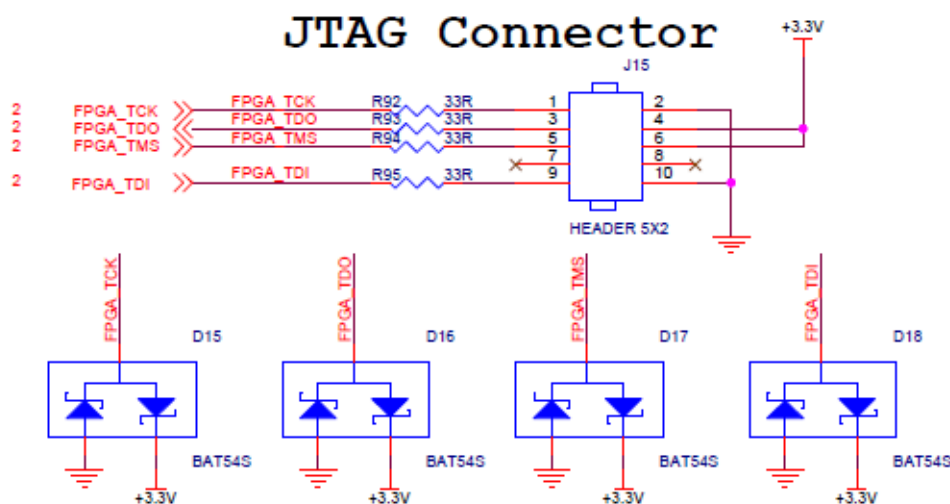 JTAG Connector
+3.3V
J15
2 FPGA_TCK FPGA_TCK R92 33R 1 2
2 FPGA_TDO FPGA_TDO R93 33R 3 4
2 FPGA_TMS FPGA_TMS R94 33R 5 6
7 8
2 FPGA_TDI FPGA_TDI R95 33R 9 10
HEADER 5X2
FPGA_TCK FPGA_TDO FPGA_TMS FPGA_TDI
D15 D16 D17 D18
BAT54S BAT54S BAT54S BAT54S
+3.3V +3.3V +3.3V +3.3V